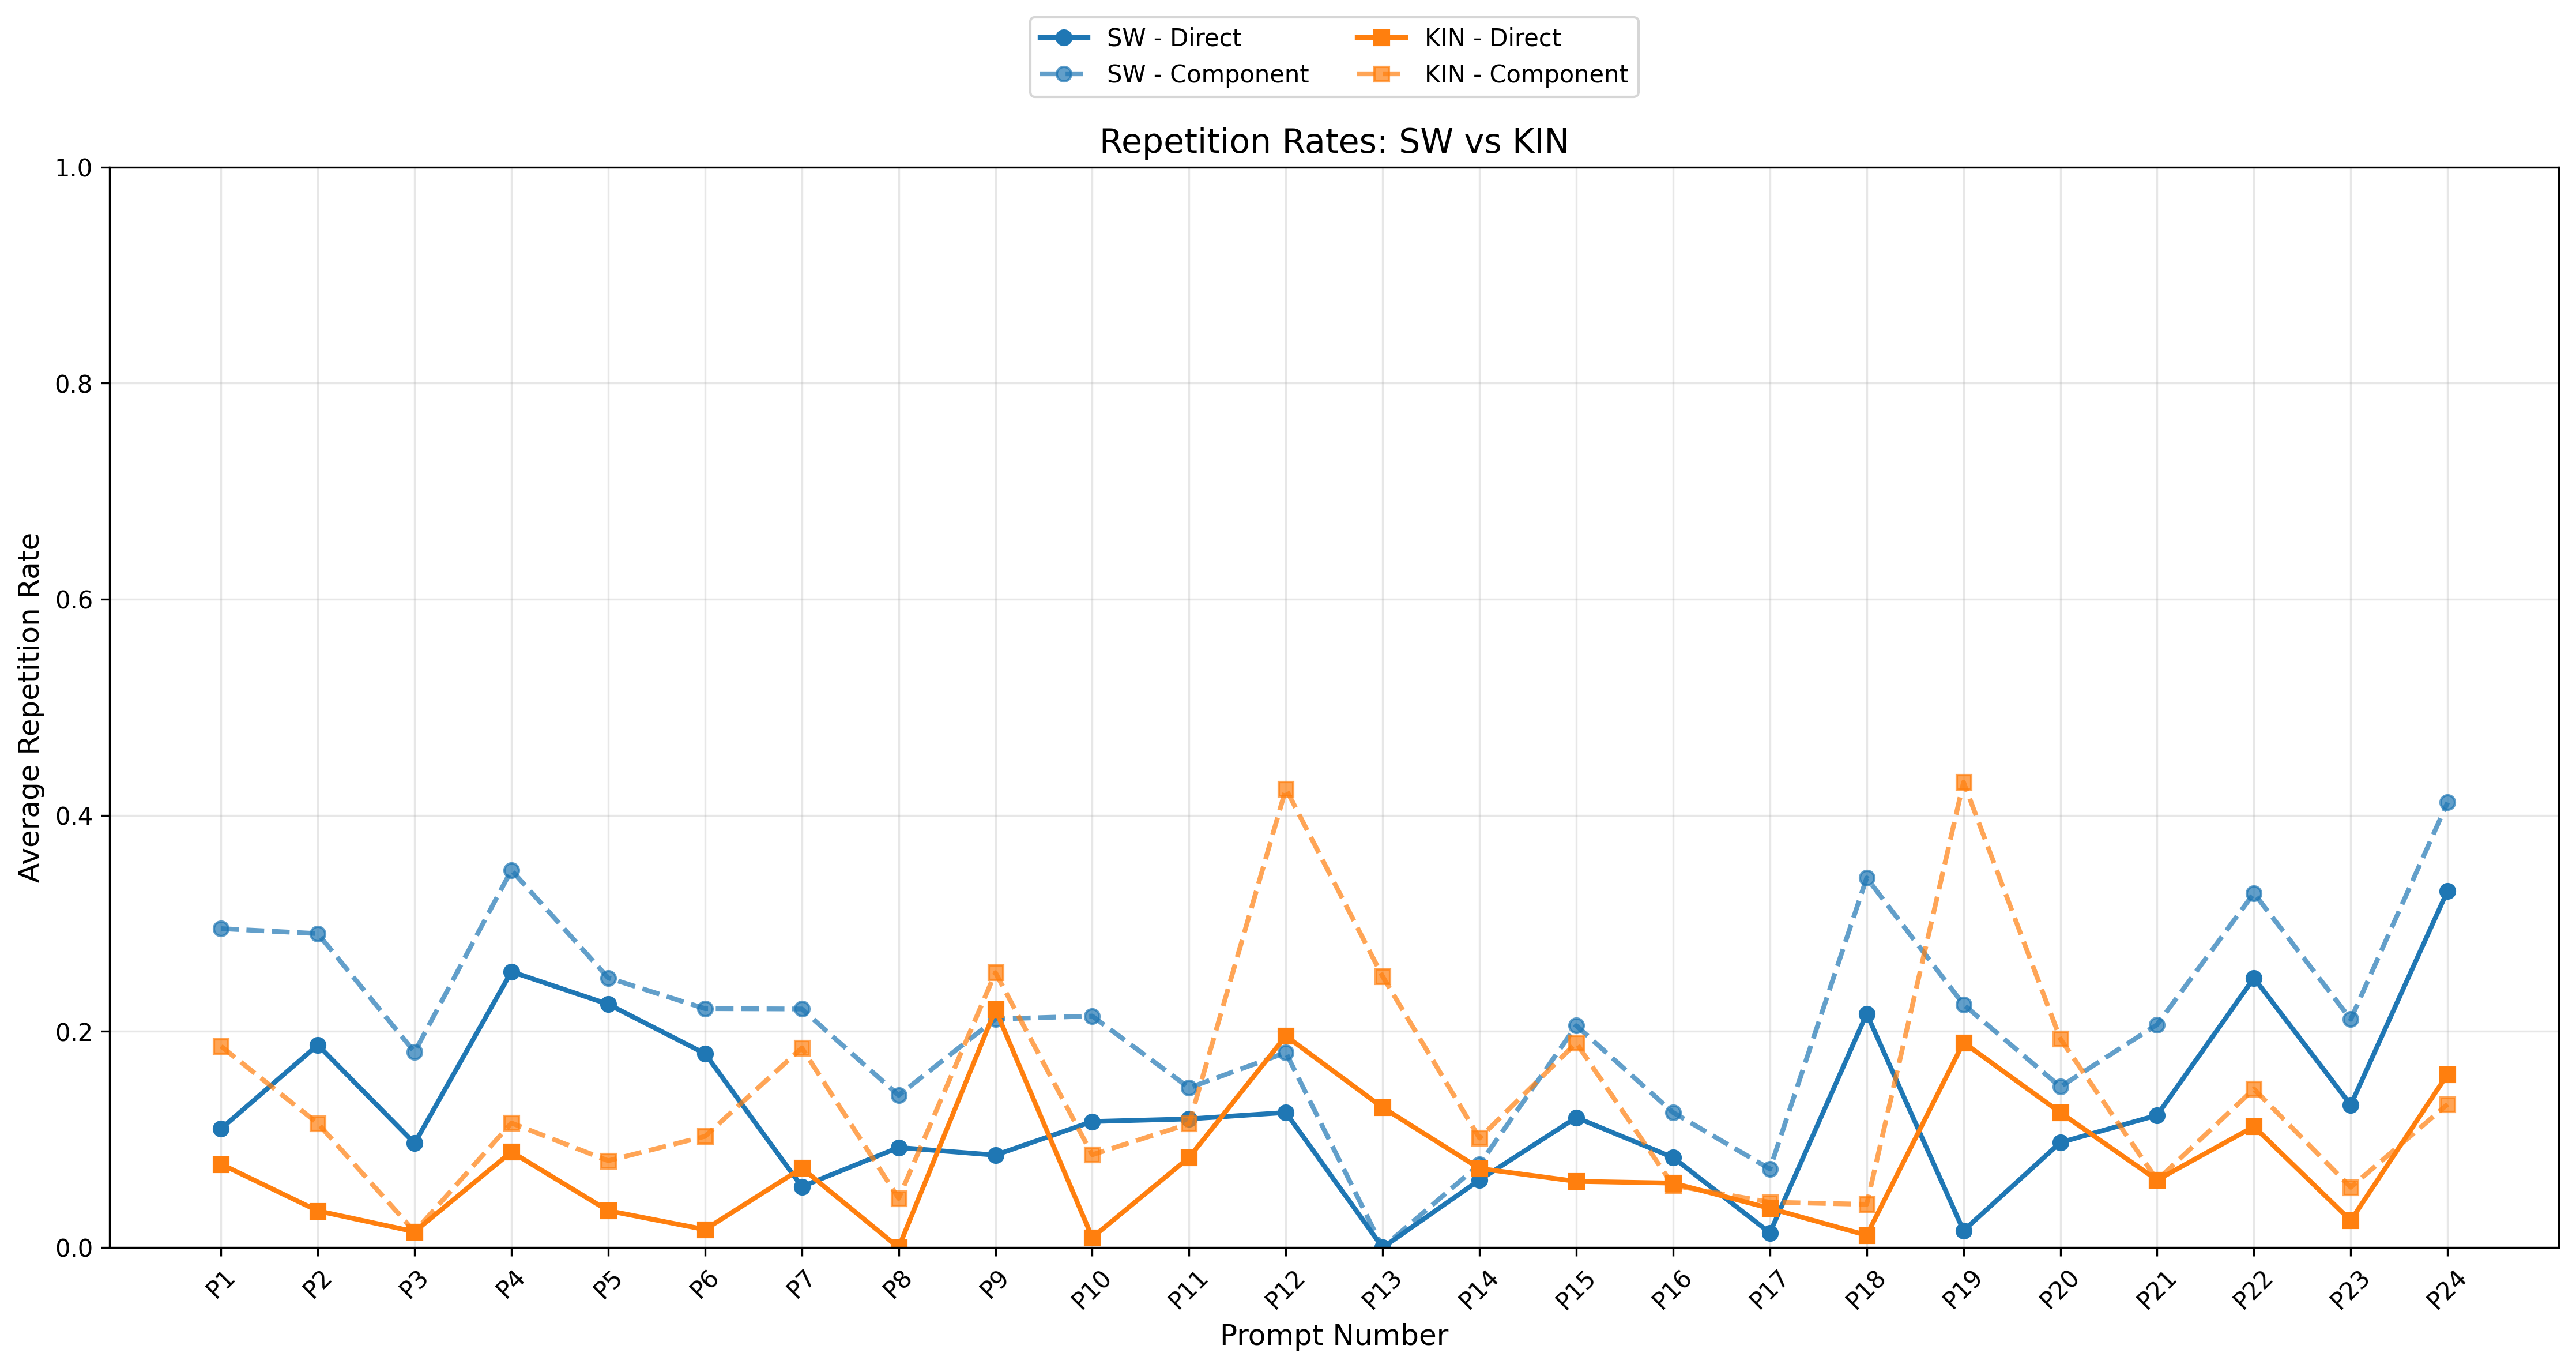 SW - Direct
SW - Component
KIN - Direct
KIN - Component
Repetition Rates: SW vs KIN
Average Repetition Rate
1.0
0.8
0.6
0.4
0.2
0.0
P1 P2 P3 P4 P5 P6 P7 P8 P9 P10 P11 P12 P13 P14 P15 P16 P17 P18 P19 P20 P21 P22 P23 P24
Prompt Number